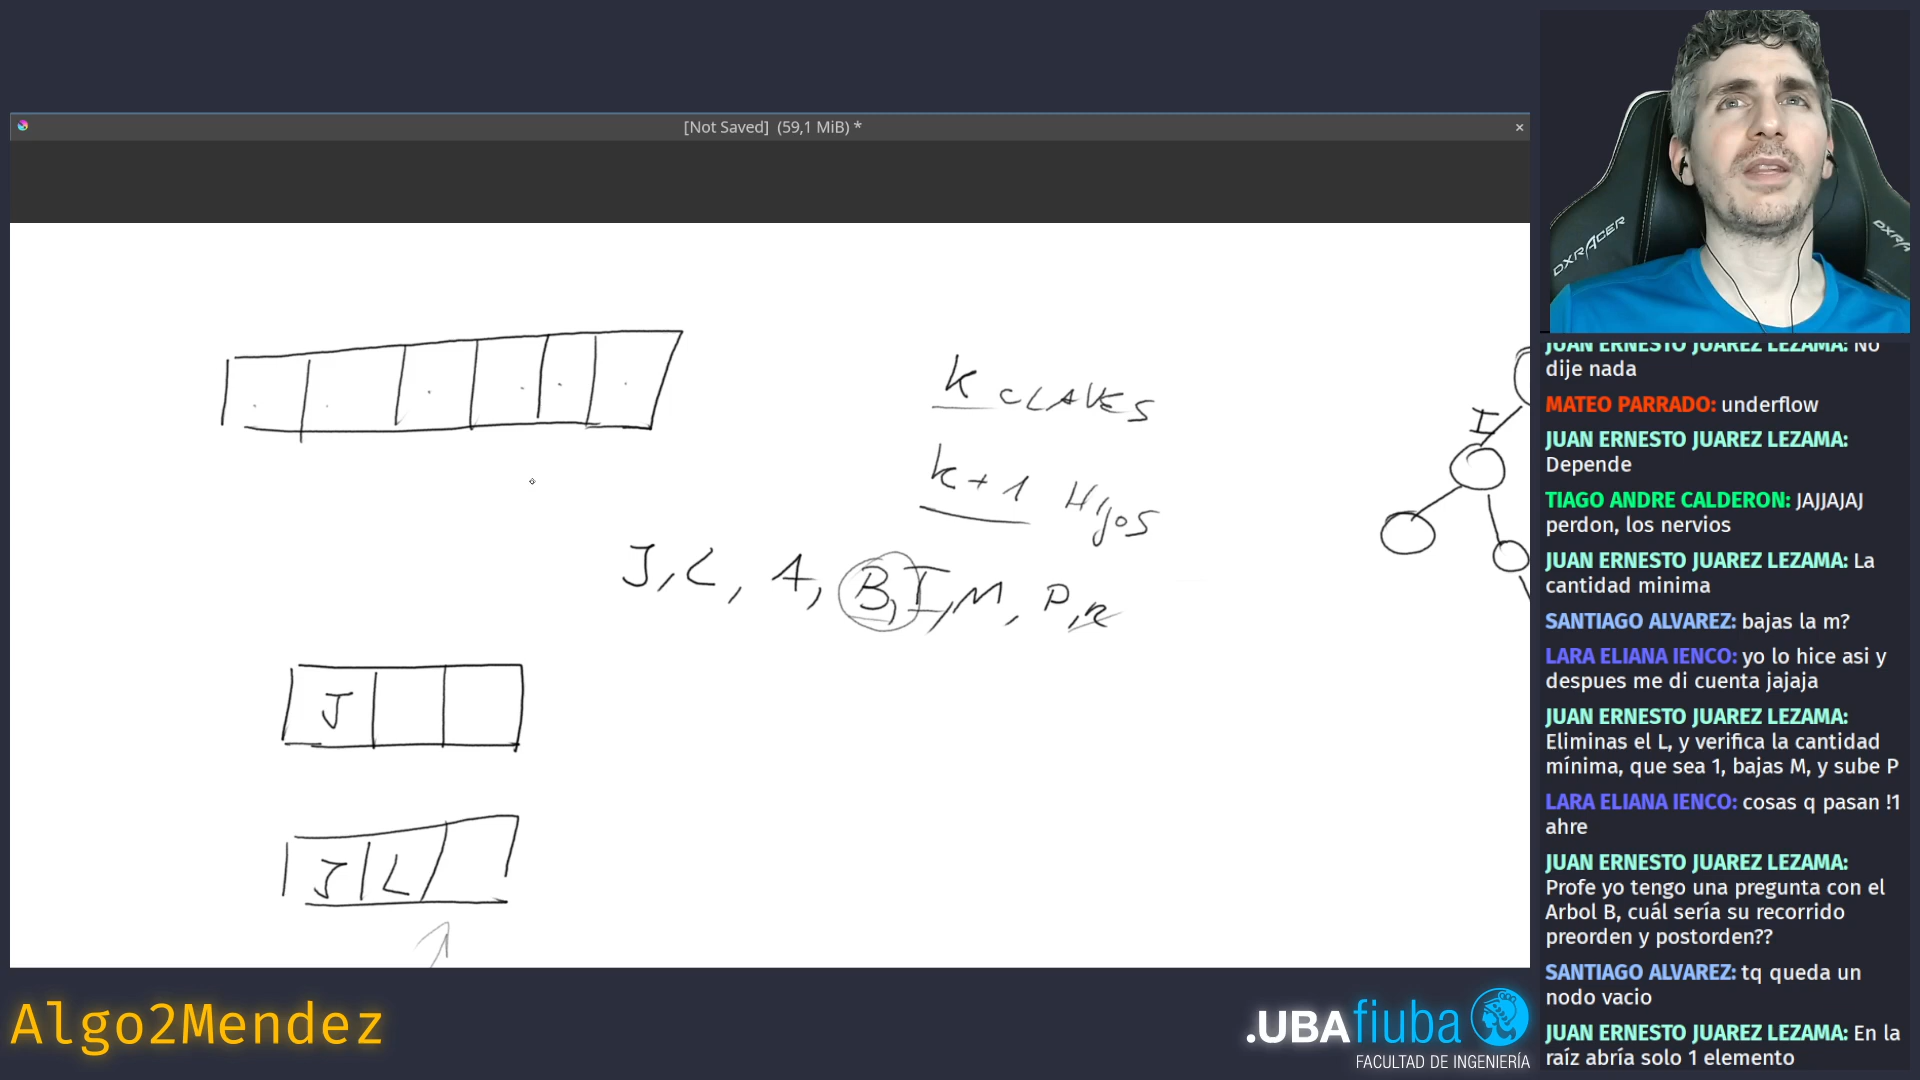 [Not Saved] (59,1 MiB) *
×
K CLAVES
K+1 HIJOS
J, L, A, B, I, M, P, R
J
J L
I
DXRACER
JUAN ERNESTO JUAREZ LEZAMA: No
dije nada
MATEO PARRADO: underflow
JUAN ERNESTO JUAREZ LEZAMA:
Depende
TIAGO ANDRE CALDERON: JAJJAJAJ
perdon, los nervios
JUAN ERNESTO JUAREZ LEZAMA: La
cantidad minima
SANTIAGO ALVAREZ: bajas la m?
LARA ELIANA IENCO: yo lo hice asi y
despues me di cuenta jajaja
JUAN ERNESTO JUAREZ LEZAMA:
Eliminas el L, y verifica la cantidad
mínima, que sea 1, bajas M, y sube P
LARA ELIANA IENCO: cosas q pasan !1
ahre
JUAN ERNESTO JUAREZ LEZAMA:
Profe yo tengo una pregunta con el
Arbol B, cuál sería su recorrido
preorden y postorden??
SANTIAGO ALVAREZ: tq queda un
nodo vacio
JUAN ERNESTO JUAREZ LEZAMA: En la
raíz abría solo 1 elemento
Algo2Mendez
.UBAfiuba
FACULTAD DE INGENIERÍA